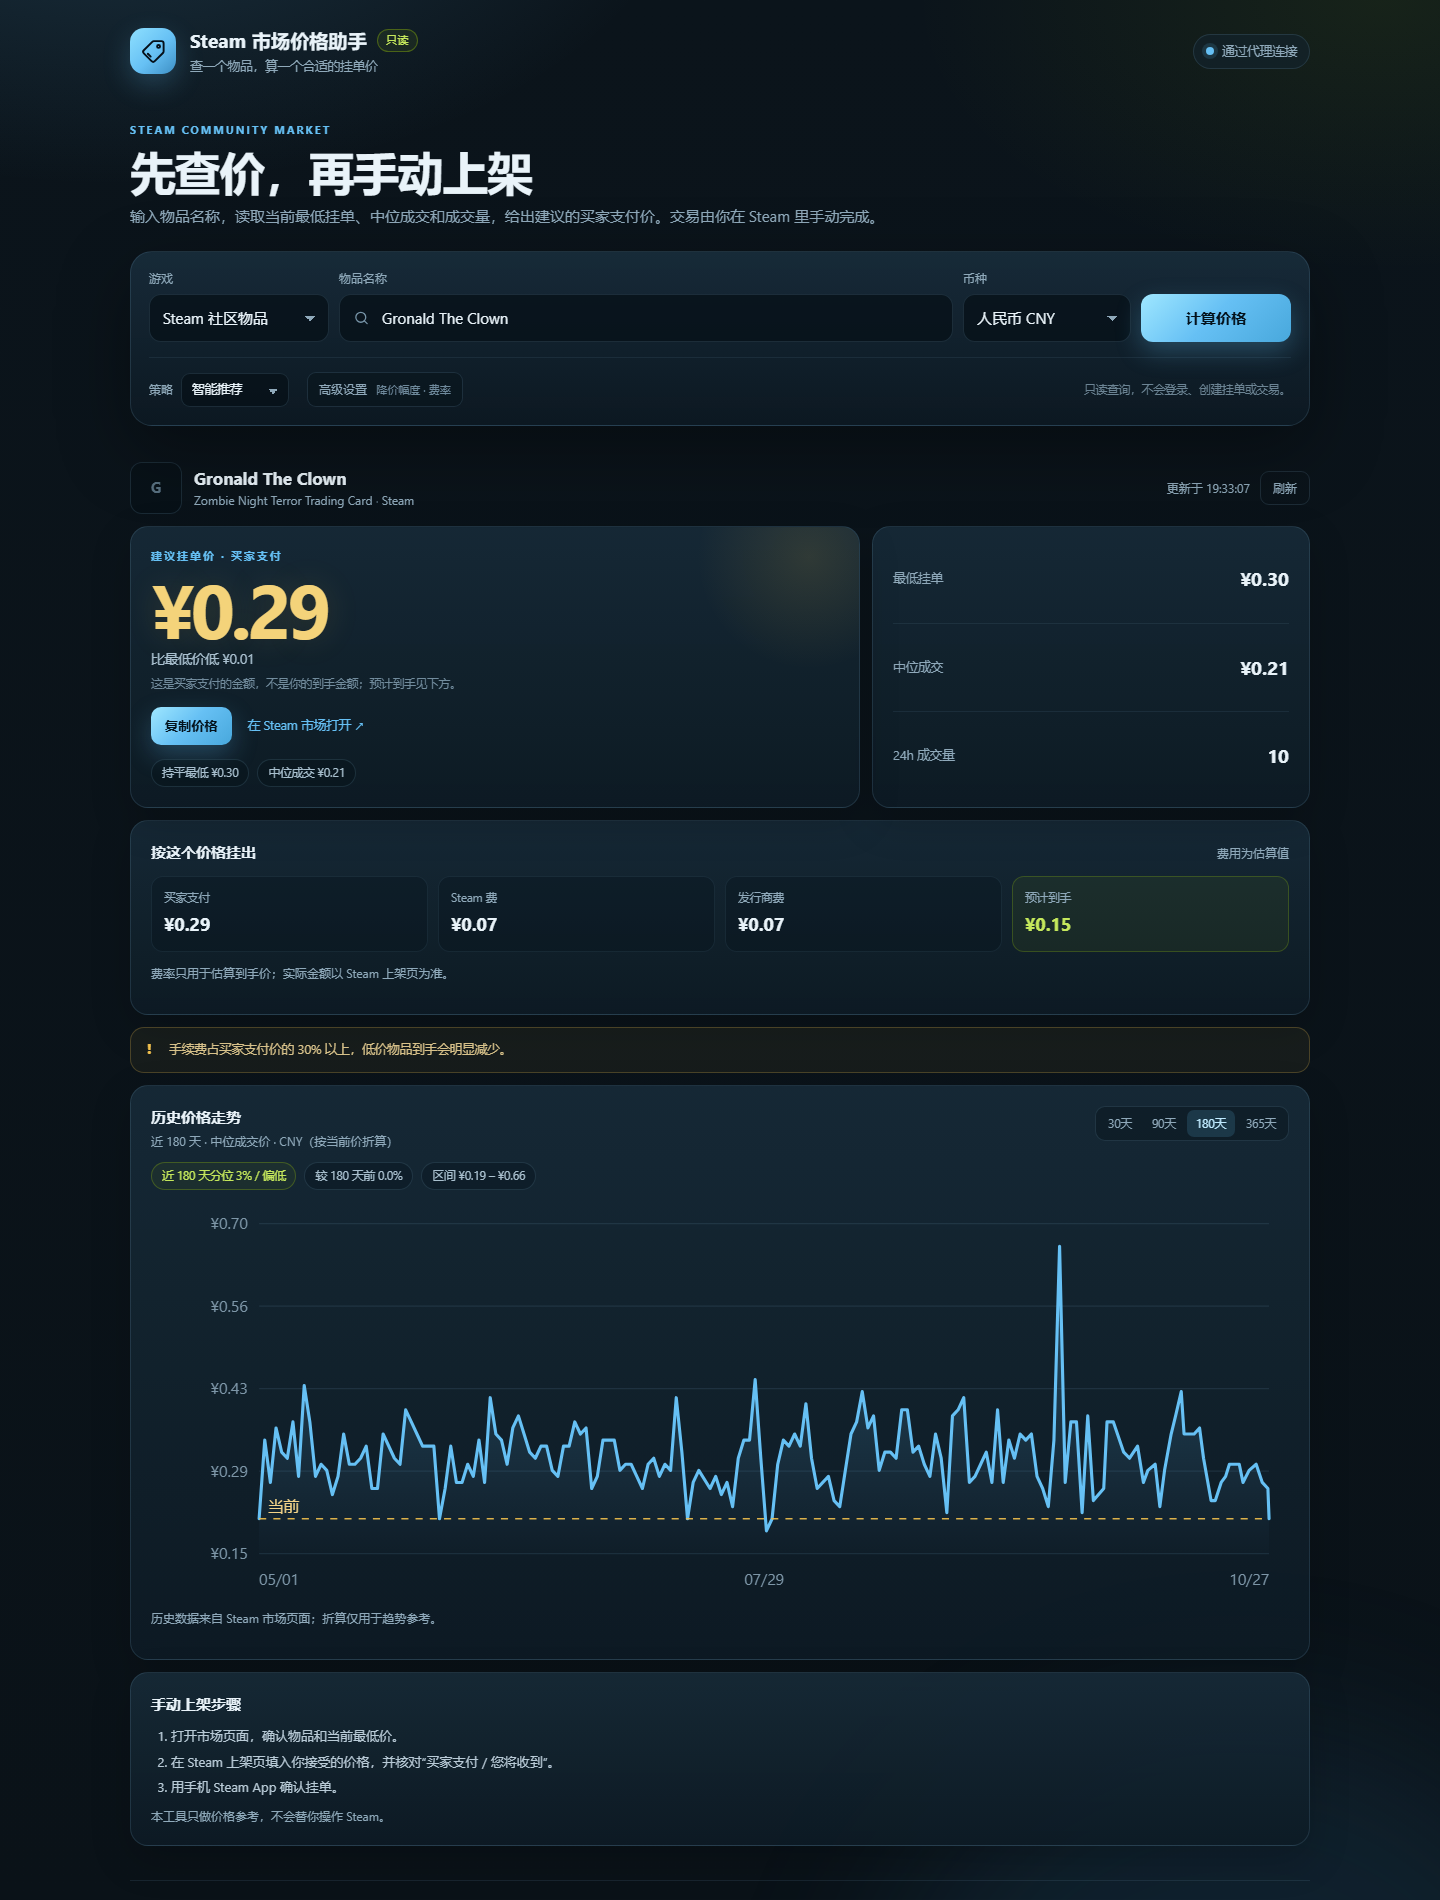 Steam 市场价格助手 只读
查一个物品，算一个合适的挂单价
通过代理连接
STEAM COMMUNITY MARKET
先查价，再手动上架
输入物品名称，读取当前最低挂单、中位成交和成交量，给出建议的买家支付价。交易由你在 Steam 里手动完成。
游戏 物品名称 币种
Steam 社区物品 Gronald The Clown 人民币 CNY 计算价格
策略 智能推荐 高级设置 降价幅度 · 费率 只读查询，不会登录、创建挂单或交易。
G
Gronald The Clown
Zombie Night Terror Trading Card · Steam
更新于 19:33:07 刷新
建议挂单价 · 买家支付
¥0.29
比最低价低 ¥0.01
这是买家支付的金额，不是你的到手金额；预计到手见下方。
复制价格 在 Steam 市场打开 ↗
持平最低 ¥0.30 中位成交 ¥0.21
最低挂单 ¥0.30
中位成交 ¥0.21
24h 成交量 10
按这个价格挂出 费用为估算值
买家支付 Steam 费 发行商费 预计到手
¥0.29 ¥0.07 ¥0.07 ¥0.15
费率只用于估算到手价；实际金额以 Steam 上架页为准。
! 手续费占买家支付价的 30% 以上，低价物品到手会明显减少。
历史价格走势
近 180 天 · 中位成交价 · CNY（按当前价折算）
30天 90天 180天 365天
近 180 天分位 3% / 偏低 较 180 天前 0.0% 区间 ¥0.19 – ¥0.66
¥0.70
¥0.56
¥0.43
¥0.29
当前
¥0.15
05/01 07/29 10/27
历史数据来自 Steam 市场页面；折算仅用于趋势参考。
手动上架步骤
1. 打开市场页面，确认物品和当前最低价。
2. 在 Steam 上架页填入你接受的价格，并核对“买家支付 / 您将收到”。
3. 用手机 Steam App 确认挂单。
本工具只做价格参考，不会替你操作 Steam。